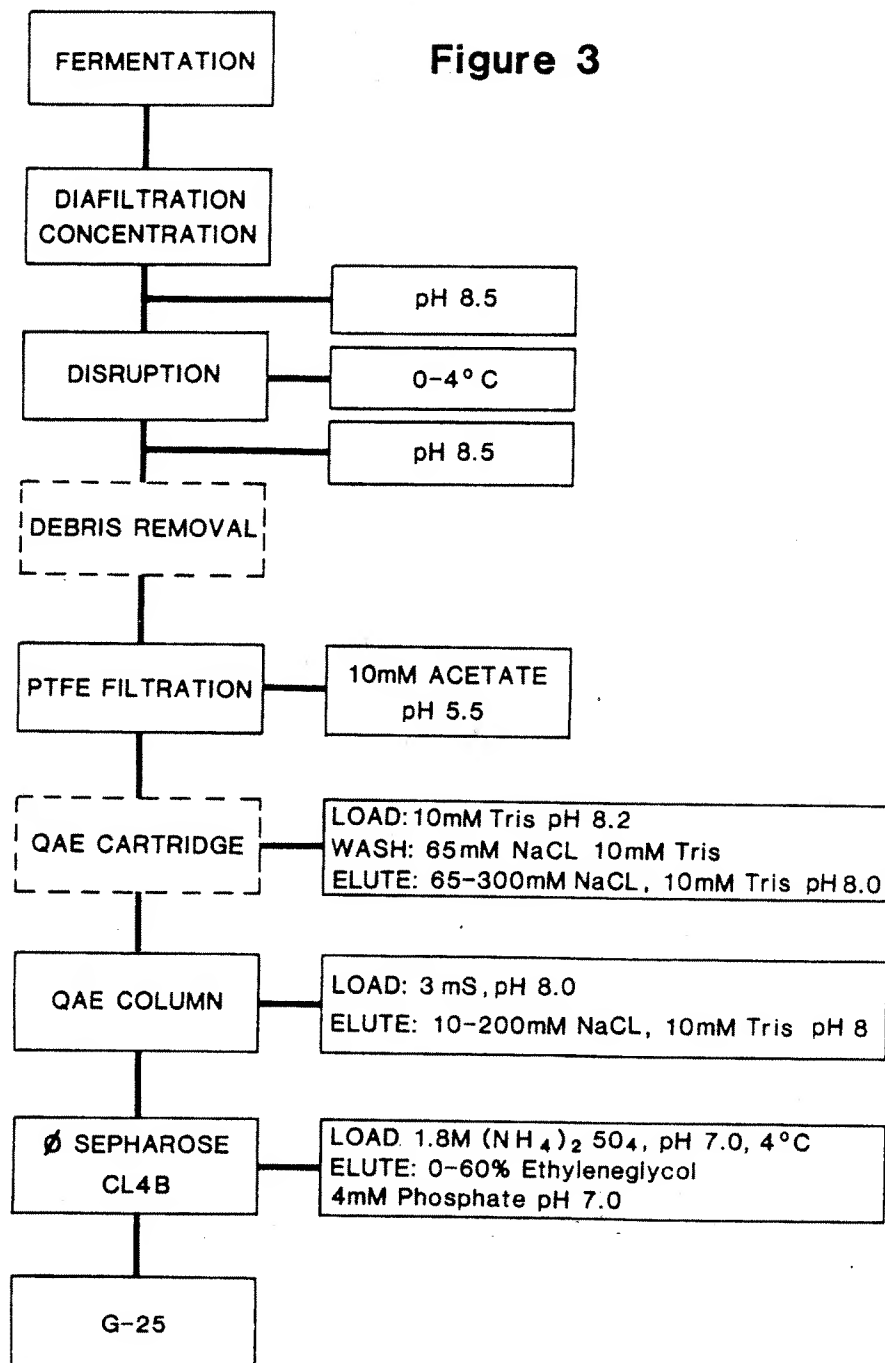 Figure 3
FERMENTATION
DIAFILTRATION
CONCENTRATION
pH 8.5
DISRUPTION
0-4° C
pH 8.5
DEBRIS REMOVAL
PTFE FILTRATION
10mM ACETATE
pH 5.5
QAE CARTRIDGE
LOAD: 10mM Tris pH 8.2
WASH: 65mM NaCL 10mM Tris
ELUTE: 65-300mM NaCL, 10mM Tris pH 8.0
QAE COLUMN
LOAD: 3 mS, pH 8.0
ELUTE: 10-200mM NaCL, 10mM Tris pH 8
Ø SEPHAROSE
CL4B
LOAD 1.8M (NH₄)₂ 5O₄, pH 7.0, 4°C
ELUTE: 0-60% Ethyleneglycol
4mM Phosphate pH 7.0
G-25